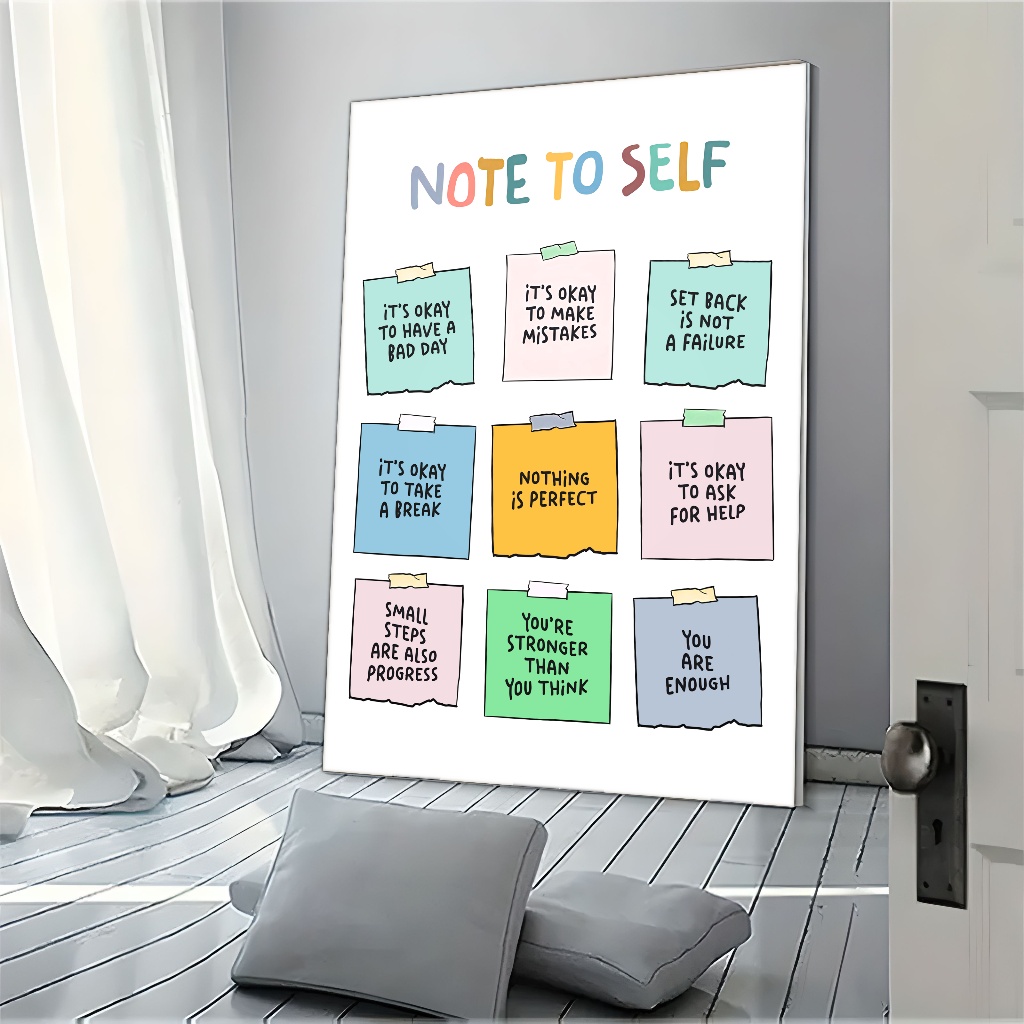 NOTE TO SELF
IT'S OKAY
TO HAVE A
BAD DAY
IT'S OKAY
TO MAKE
MISTAKES
SET BACK
IS NOT
A FAILURE
IT'S OKAY
TO TAKE
A BREAK
NOTHING
IS PERFECT
IT'S OKAY
TO ASK
FOR HELP
SMALL
STEPS
ARE ALSO
PROGRESS
YOU'RE
STRONGER
THAN
YOU THINK
YOU
ARE
ENOUGH